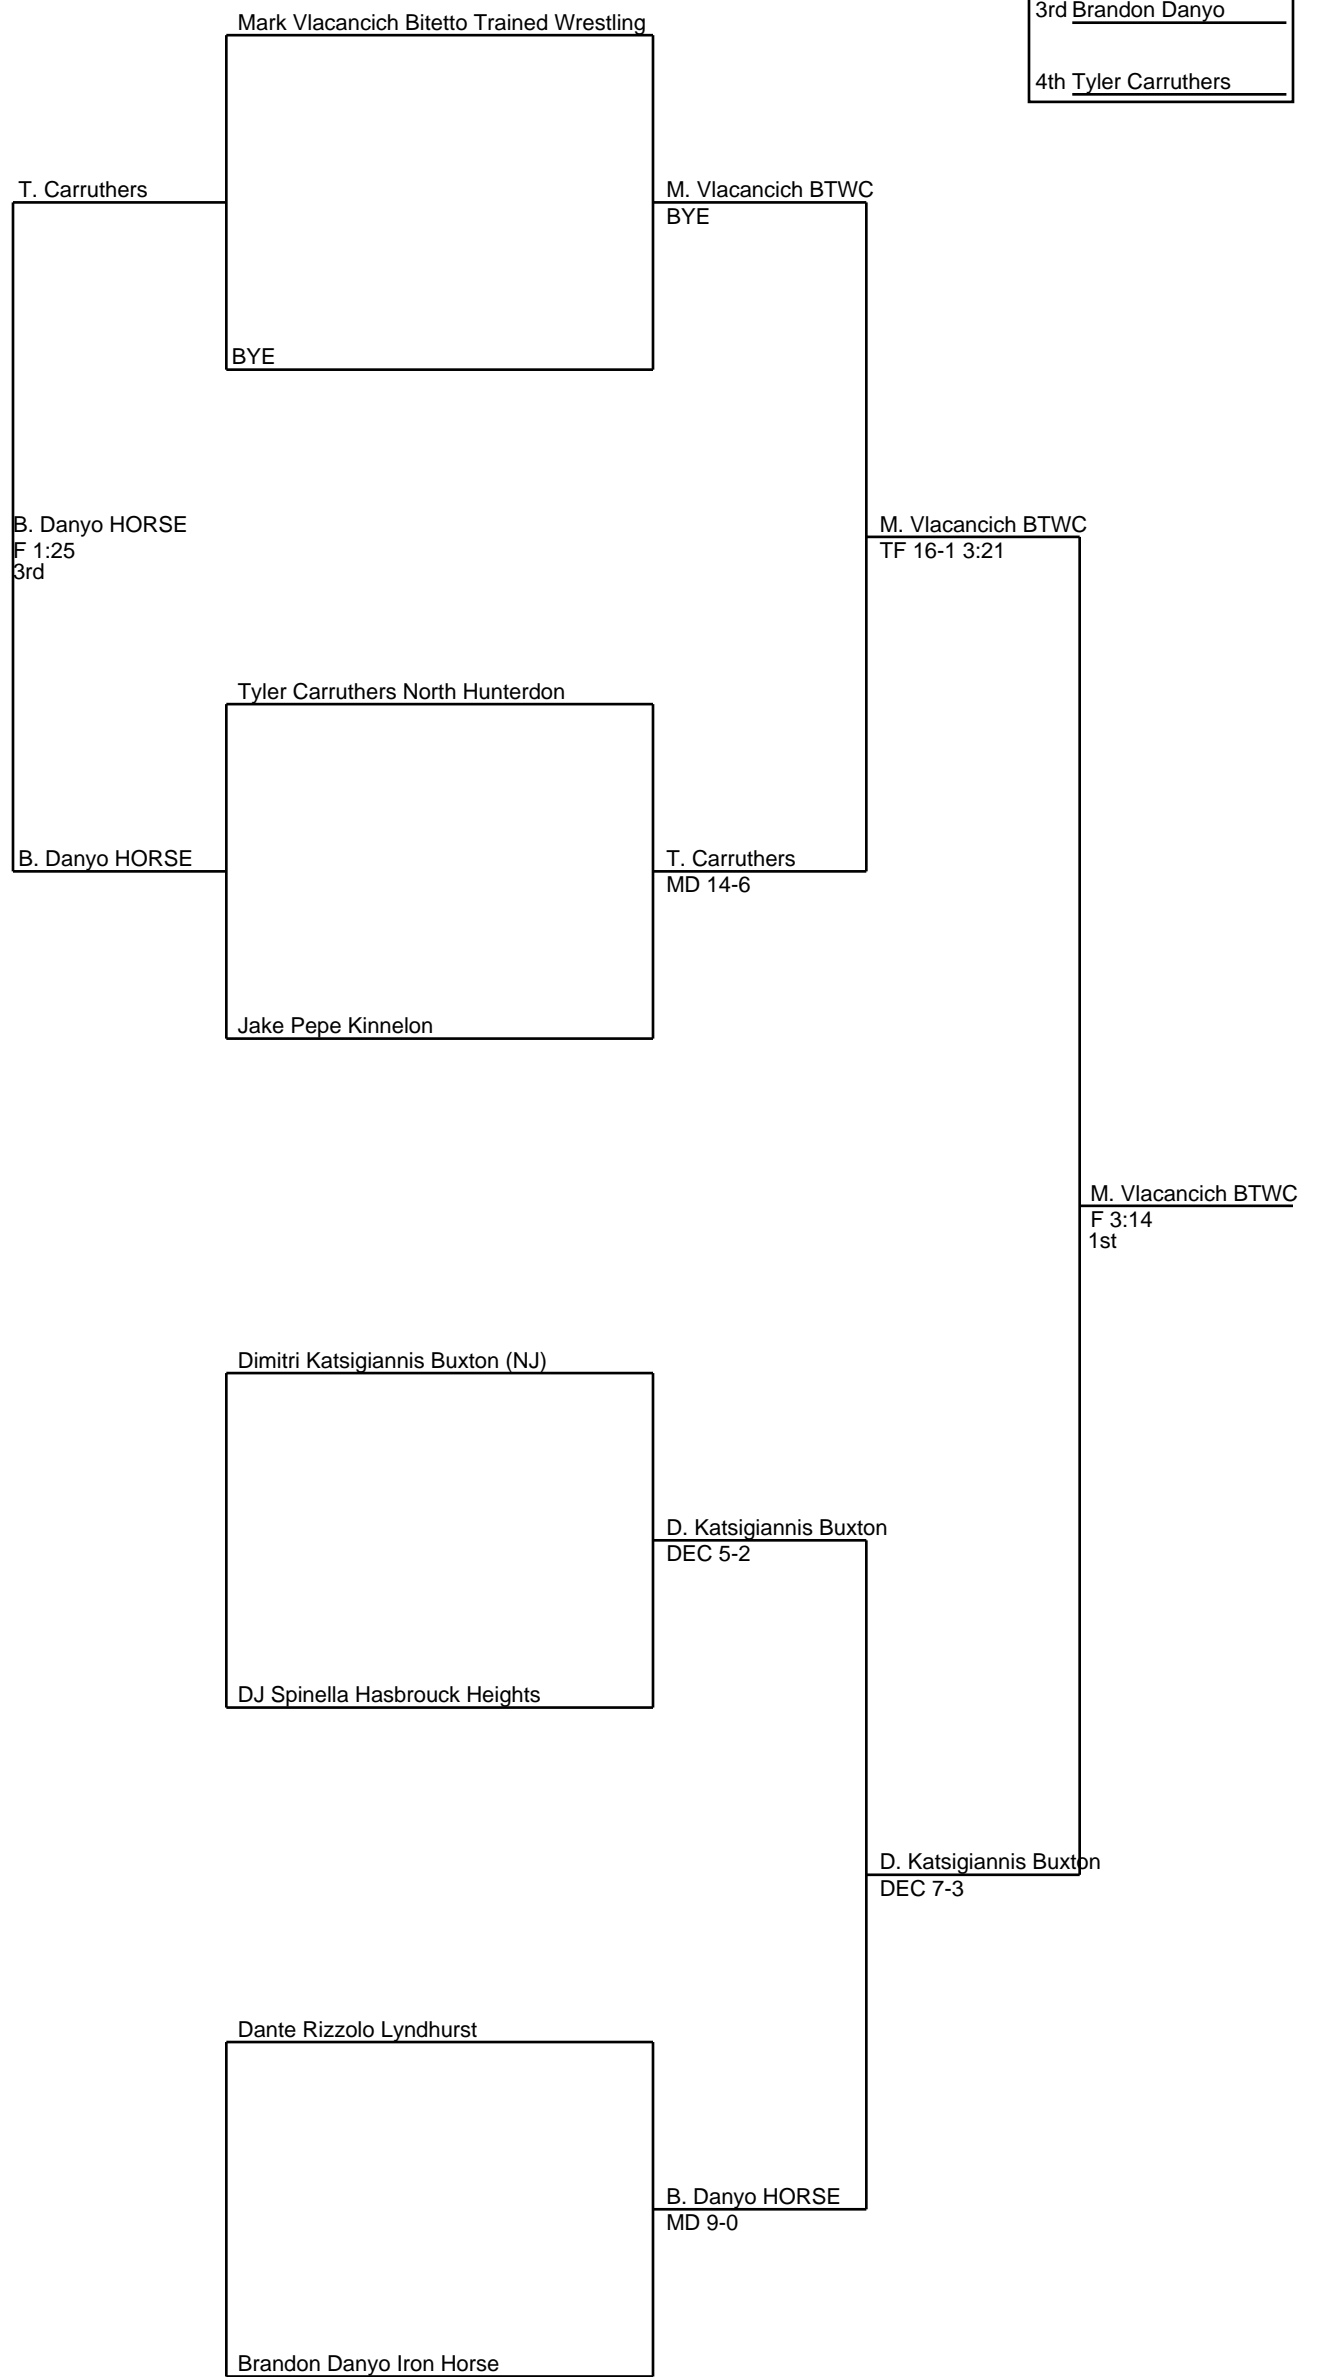 Mark Vlacancich Bitetto Trained Wrestling
3rd Brandon Danyo
4th Tyler Carruthers
T. Carruthers
M. Vlacancich BTWC
BYE
BYE
B. Danyo HORSE
F 1:25
3rd
M. Vlacancich BTWC
TF 16-1 3:21
Tyler Carruthers North Hunterdon
B. Danyo HORSE
T. Carruthers
MD 14-6
Jake Pepe Kinnelon
M. Vlacancich BTWC
F 3:14
1st
Dimitri Katsigiannis Buxton (NJ)
D. Katsigiannis Buxton
DEC 5-2
DJ Spinella Hasbrouck Heights
D. Katsigiannis Buxton
DEC 7-3
Dante Rizzolo Lyndhurst
B. Danyo HORSE
MD 9-0
Brandon Danyo Iron Horse